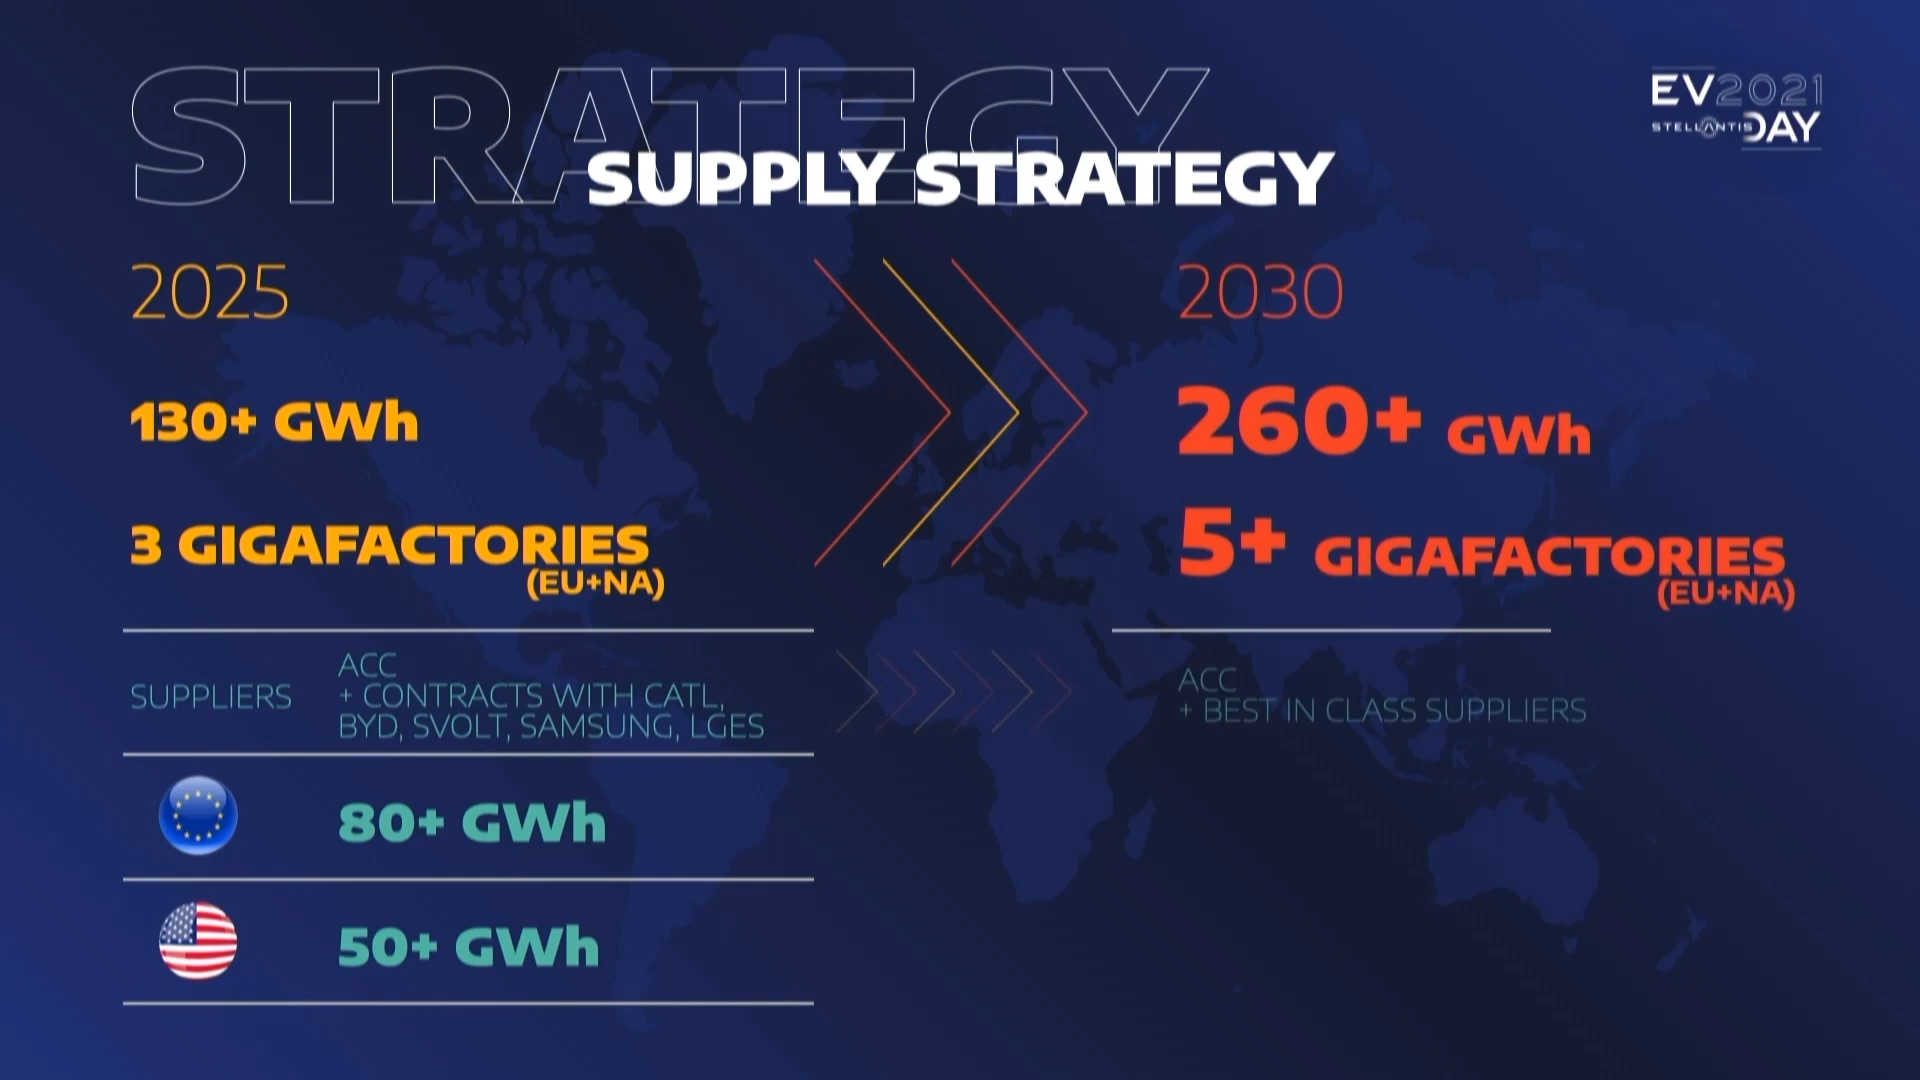 STRATEGY
SUPPLY STRATEGY
EV2021
STELLANTIS DAY
2025
130+ GWh
3 GIGAFACTORIES
(EU+NA)
SUPPLIERS
ACC
+ CONTRACTS WITH CATL,
BYD, SVOLT, SAMSUNG, LGES
80+ GWh
50+ GWh
2030
260+ GWh
5+ GIGAFACTORIES
(EU+NA)
ACC
+ BEST IN CLASS SUPPLIERS